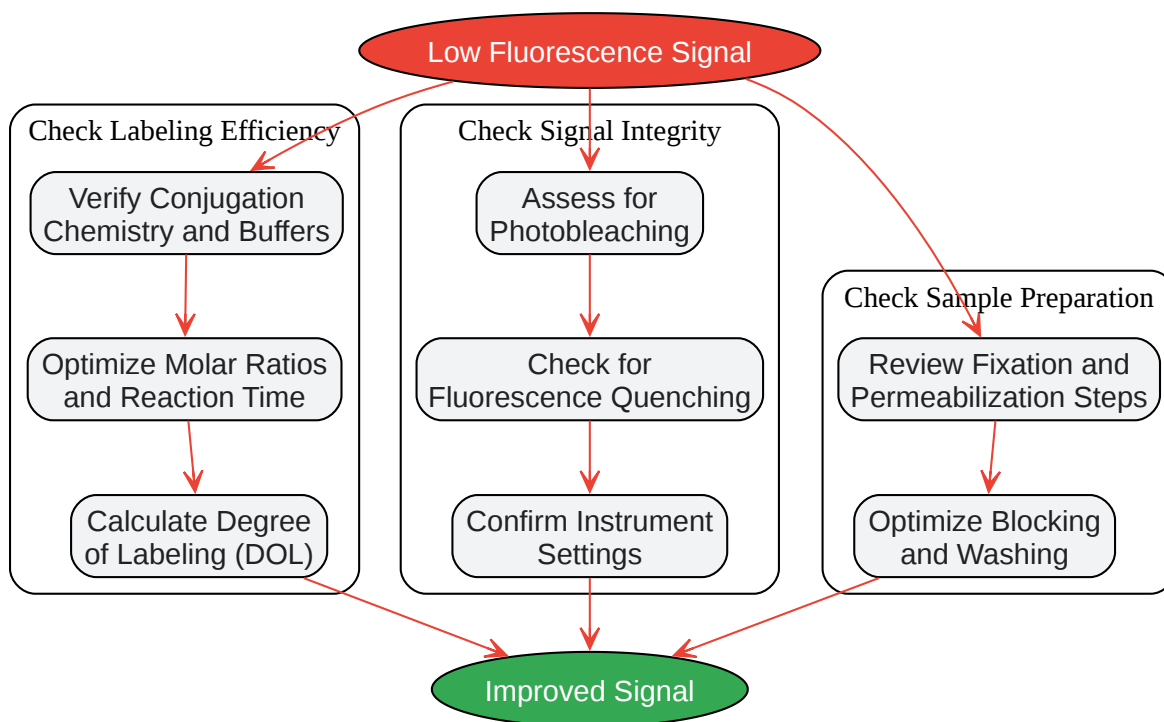 Low Fluorescence Signal
Check Labeling Efficiency
Verify Conjugation
Chemistry and Buffers
Optimize Molar Ratios
and Reaction Time
Calculate Degree
of Labeling (DOL)
Check Signal Integrity
Assess for
Photobleaching
Check for
Fluorescence Quenching
Confirm Instrument
Settings
Check Sample Preparation
Review Fixation and
Permeabilization Steps
Optimize Blocking
and Washing
Improved Signal